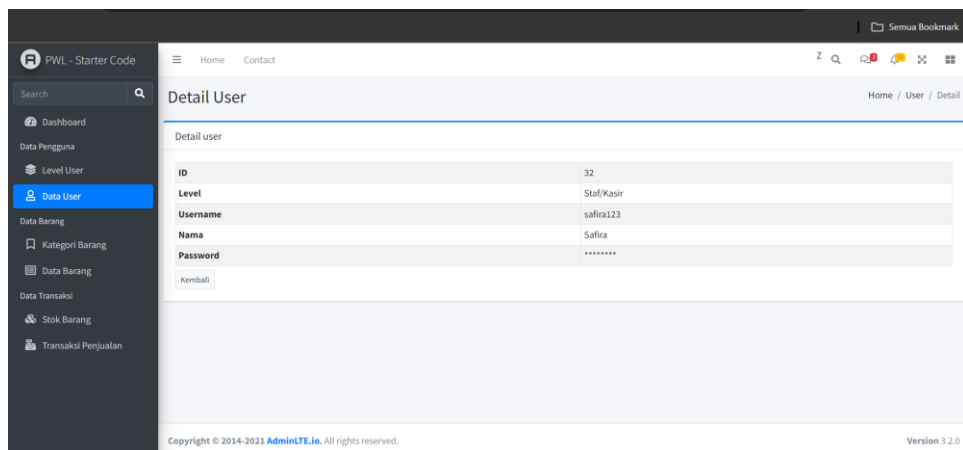 Semua Bookmark
PWL - Starter Code
Home Contact
Z
Search
Detail User
Home / User / Detail
Dashboard
Data Pengguna
Detail user
Level User
ID 32
Data User
Level Staf/Kasir
Username safira123
Data Barang
Nama Safira
Kategori Barang
Password ********
Data Barang
Kembali
Data Transaksi
Stok Barang
Transaksi Penjualan
Copyright © 2014-2021 AdminLTE.io. All rights reserved.
Version 3.2.0